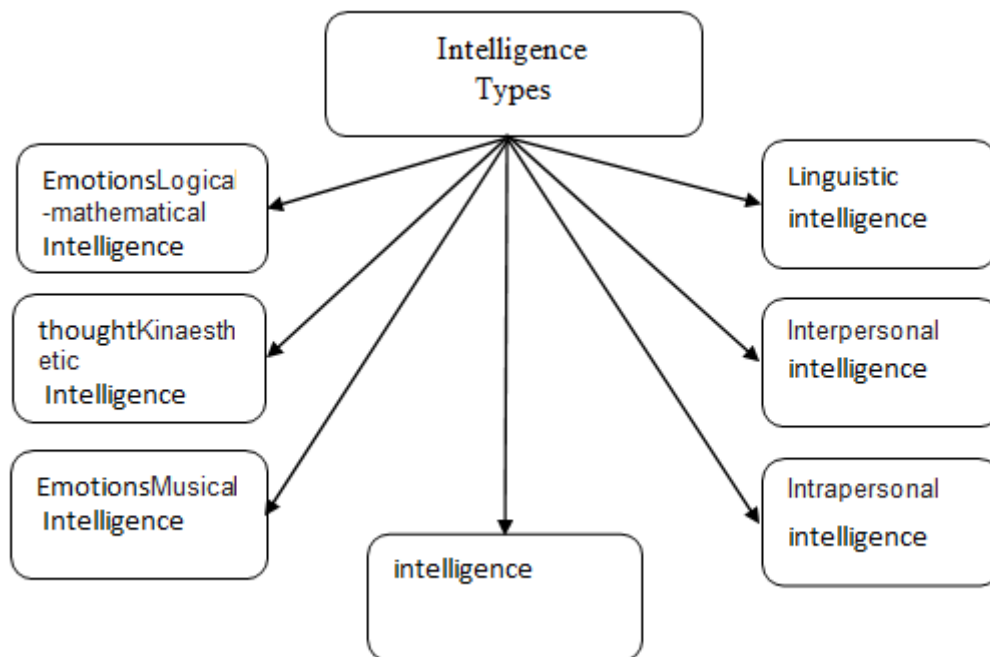 Intelligence
Types
EmotionsLogical
-mathematical
Intelligence
thoughtKinaesth
etic
Intelligence
EmotionsMusical
Intelligence
intelligence
Linguistic
intelligence
Interpersonal
intelligence
Intrapersonal
intelligence